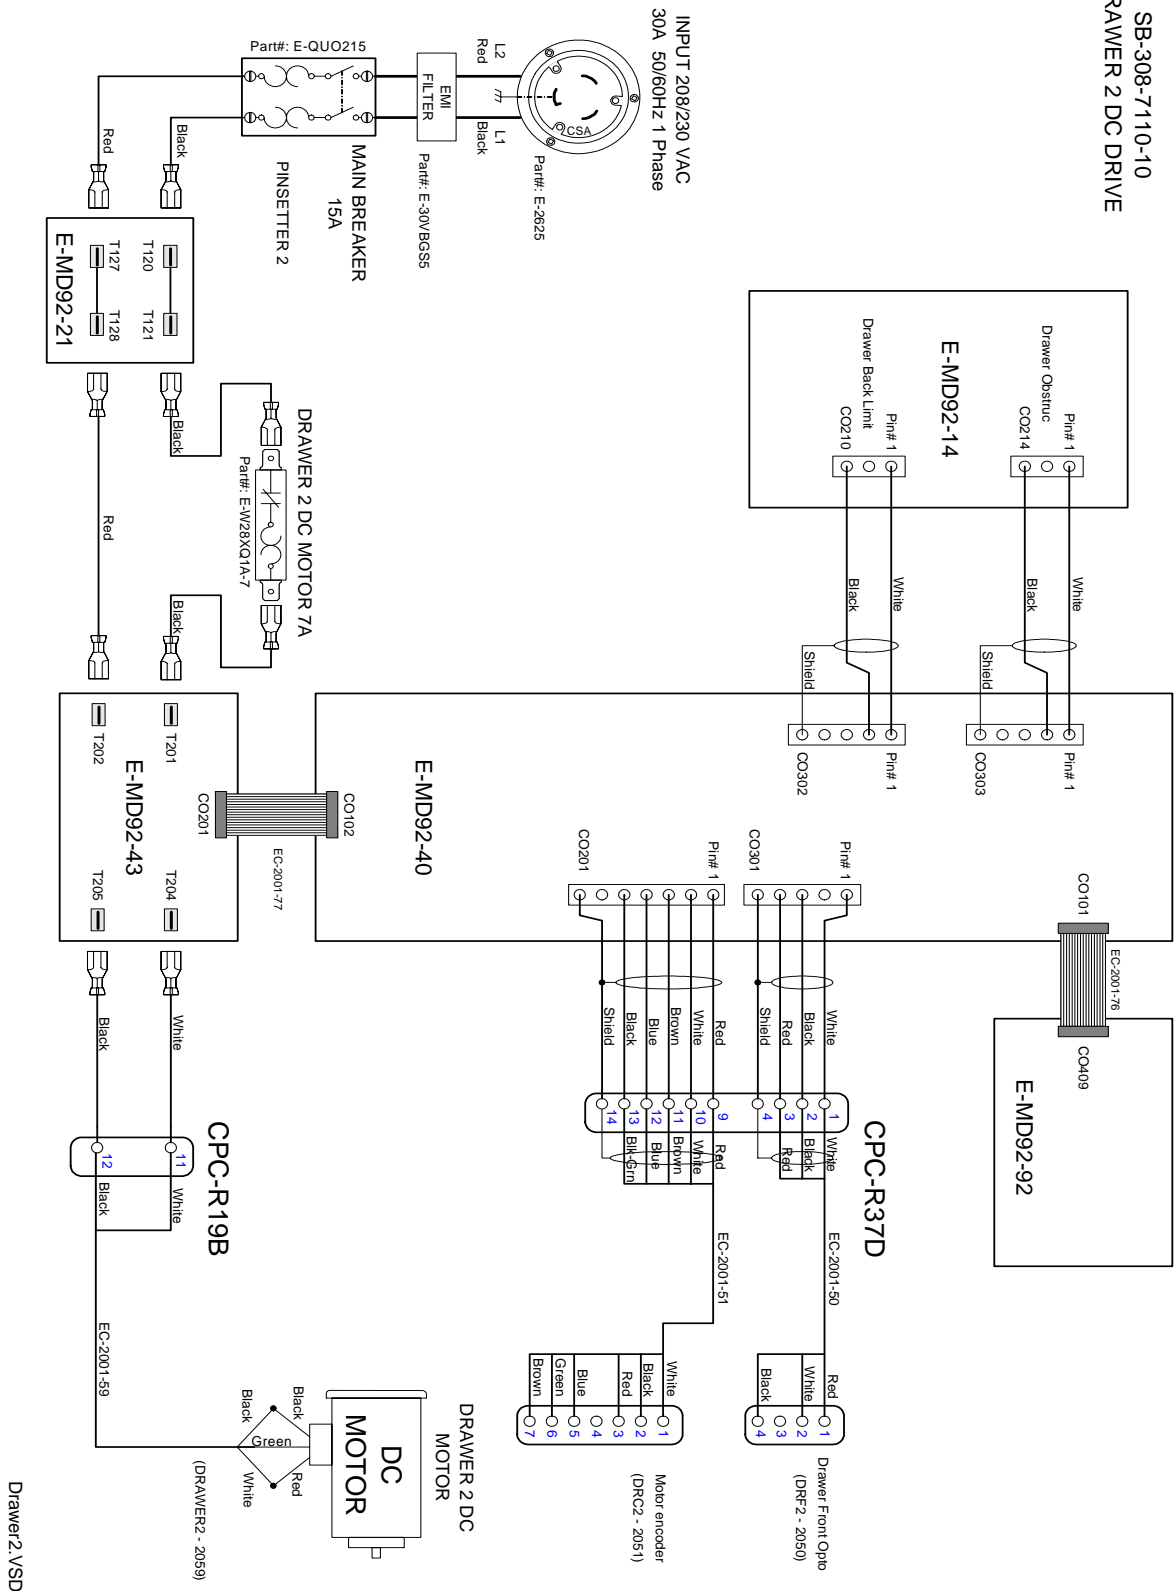 SB-308-7110-10
RAWER 2 DC DRIVE
INPUT 208/230 VAC
30A 50/60Hz 1 Phase
L2
Red
L1
Black
CSA
Part#: E-2625
EMI
FILTER
Part#: E-30VBGS5
Part#: E-QUO215
MAIN BREAKER
15A
PINSETTER 2
Red
Black
T127
T128
T120
T121
E-MD92-21
Black
Red
DRAWER 2 DC MOTOR 7A
Part#: E-W28XQ1A-7
Black
E-MD92-14
Drawer Obstruc
CO214
Pin# 1
Drawer Back Limit
CO210
Pin# 1
White
Black
Shield
White
Black
Shield
Pin# 1
CO303
Pin# 1
CO302
E-MD92-40
CO102
EC-2001-77
CO201
E-MD92-43
T201
T202
T204
T205
CO101
EC-2001-76
CO409
E-MD92-92
Pin# 1
CO301
Pin# 1
CO201
White
Black
Red
Shield
Red
White
Brown
Blue
Black
Shield
CPC-R37D
1
2
3
4
9
10
11
12
13
14
White
Black
Red
Red
White
Brown
Blue
Blk-Grn
EC-2001-50
EC-2001-51
Red
White
Black
1
2
3
4
Drawer Front Opto
(DRF2 - 2050)
White
Black
Red
Blue
Green
Brown
1
2
3
4
5
6
7
Motor encoder
(DRC2 - 2051)
White
Black
CPC-R19B
11
12
White
Black
EC-2001-59
DRAWER 2 DC
MOTOR
DC
MOTOR
Black
Red
Green
Black
White
(DRAWER2 - 2059)
Drawer2.VSD